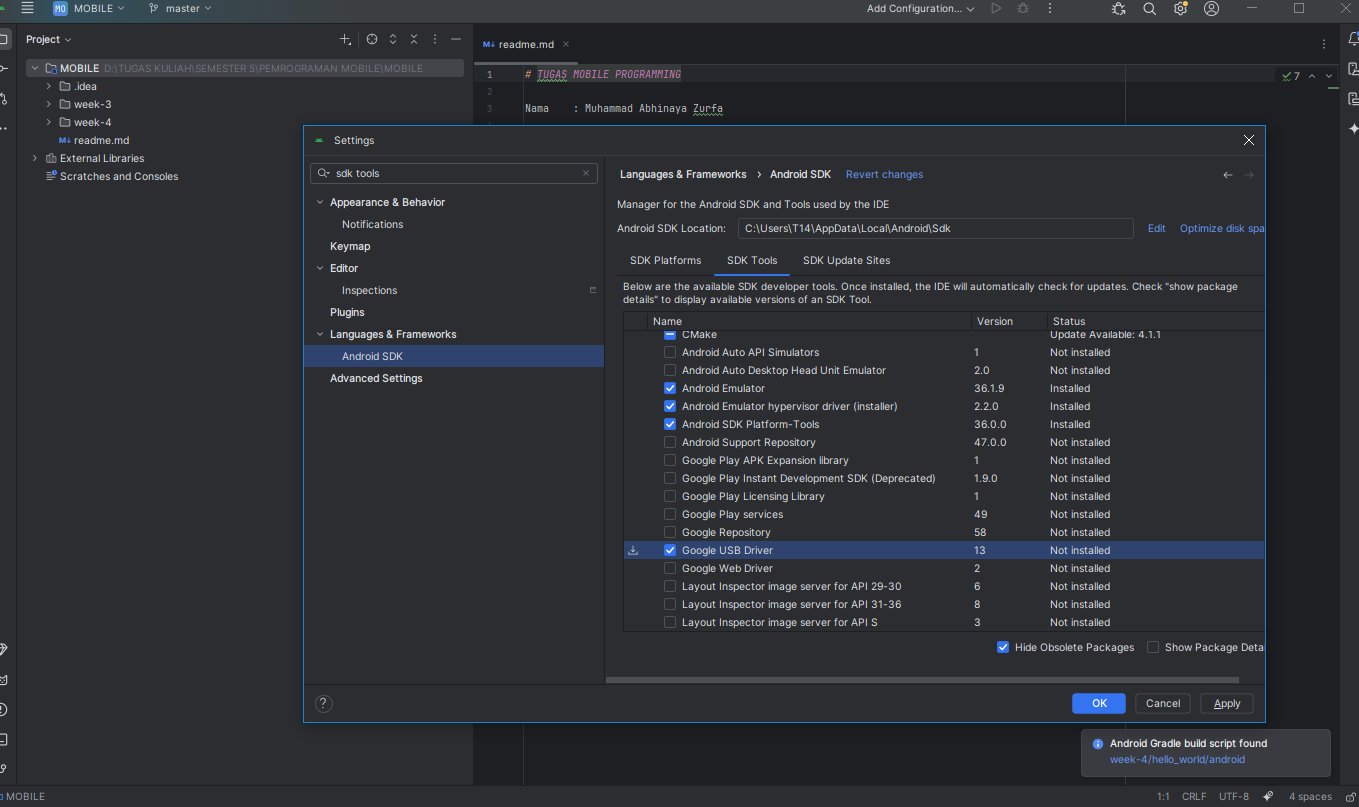 MO MOBILE master Add Configuration...
Project
readme.md
MOBILE D:\TUGAS KULIAH\SEMESTER 5\PEMROGRAMAN MOBILE\MOBILE
.idea
week-3
week-4
readme.md
External Libraries
Scratches and Consoles
1 # TUGAS MOBILE PROGRAMMING
7
2
3 Nama : Muhammad Abhinaya Zurfa
Settings
sdk tools
Appearance & Behavior
Notifications
Keymap
Editor
Inspections
Plugins
Languages & Frameworks
Android SDK
Advanced Settings
Languages & Frameworks › Android SDK Revert changes
Manager for the Android SDK and Tools used by the IDE
Android SDK Location: C:\Users\T14\AppData\Local\Android\Sdk Edit Optimize disk spa
SDK Platforms SDK Tools SDK Update Sites
Below are the available SDK developer tools. Once installed, the IDE will automatically check for updates. Check "show package
details" to display available versions of an SDK Tool.
Name Version Status
CMake Update Available: 4.1.1
Android Auto API Simulators 1 Not installed
Android Auto Desktop Head Unit Emulator 2.0 Not installed
Android Emulator 36.1.9 Installed
Android Emulator hypervisor driver (installer) 2.2.0 Installed
Android SDK Platform-Tools 36.0.0 Installed
Android Support Repository 47.0.0 Not installed
Google Play APK Expansion library 1 Not installed
Google Play Instant Development SDK (Deprecated) 1.9.0 Not installed
Google Play Licensing Library 1 Not installed
Google Play services 49 Not installed
Google Repository 58 Not installed
Google USB Driver 13 Not installed
Google Web Driver 2 Not installed
Layout Inspector image server for API 29-30 6 Not installed
Layout Inspector image server for API 31-36 8 Not installed
Layout Inspector image server for API S 3 Not installed
Hide Obsolete Packages Show Package Deta
? OK Cancel Apply
Android Gradle build script found
week-4/hello_world/android
MOBILE 1:1 CRLF UTF-8 4 spaces